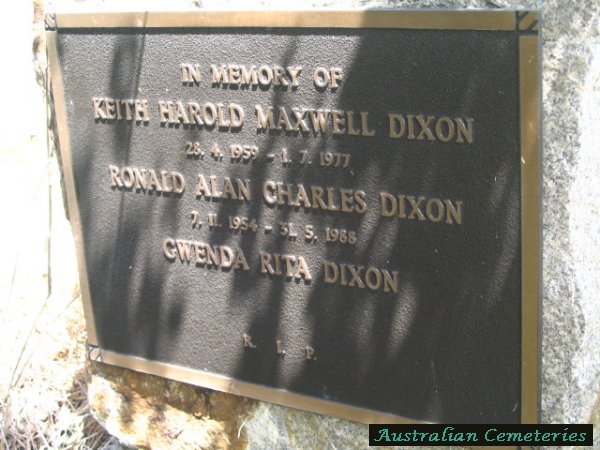 IN MEMORY OF
KEITH HAROLD MAXWELL DIXON
28. 4. 1959 - 1. 7. 1977
RONALD ALAN CHARLES DIXON
7. 11. 1954 - 31. 5. 1988
GWENDA RITA DIXON
R. I. P.
Australian Cemeteries